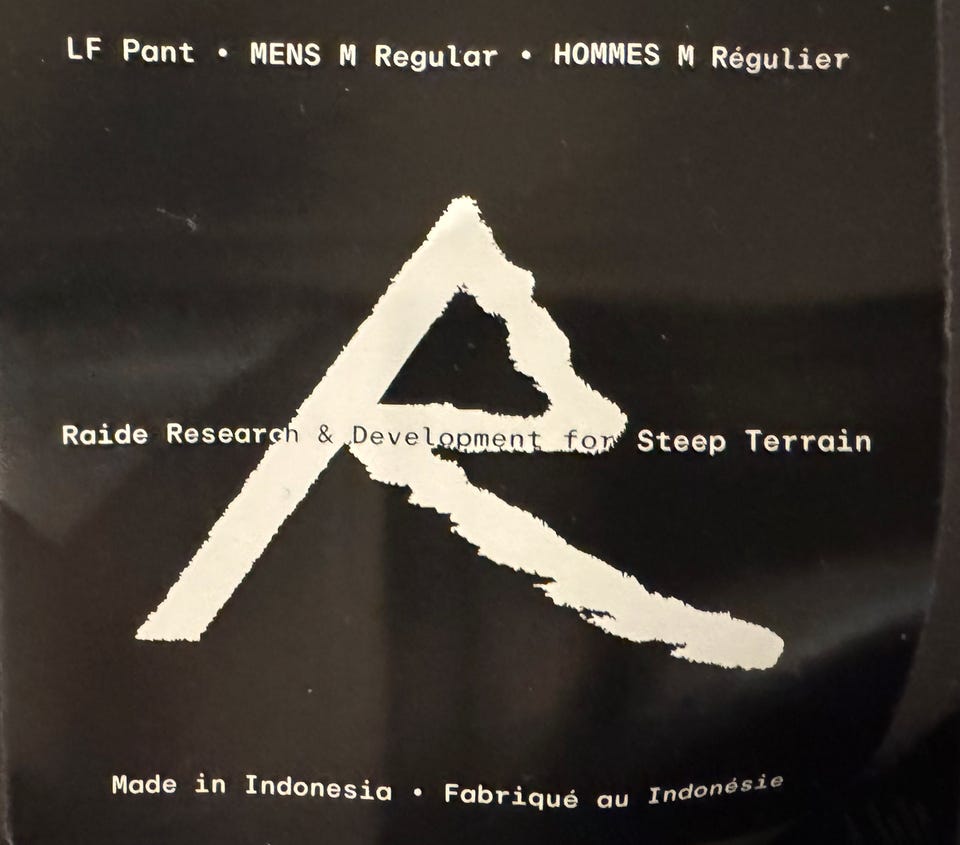 LF Pant • MENS M Regular • HOMMES M Régulier
Raide Research & Development for Steep Terrain
Made in Indonesia • Fabriqué au Indonésie